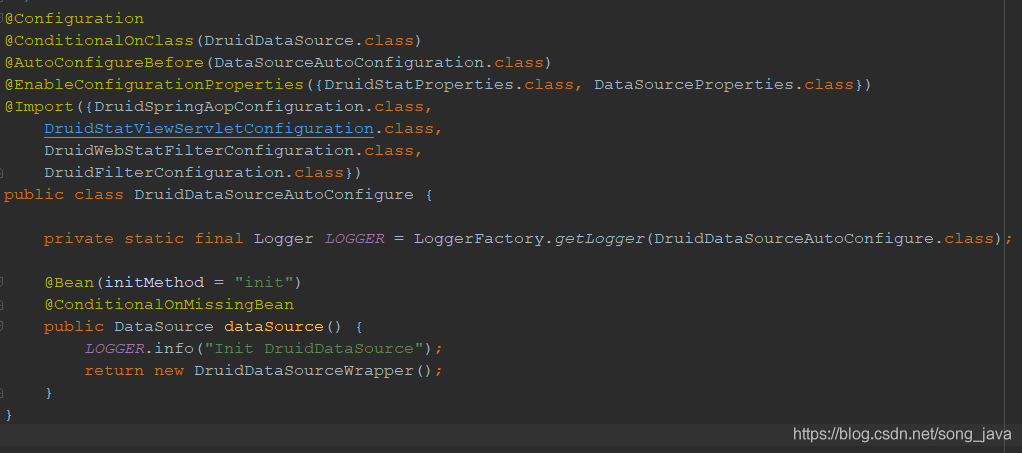 @Configuration
@ConditionalOnClass(DruidDataSource.class)
@AutoConfigureBefore(DataSourceAutoConfiguration.class)
@EnableConfigurationProperties({DruidStatProperties.class, DataSourceProperties.class})
@Import({DruidSpringAopConfiguration.class,
    DruidStatViewServletConfiguration.class,
    DruidWebStatFilterConfiguration.class,
    DruidFilterConfiguration.class})
public class DruidDataSourceAutoConfigure {
    private static final Logger LOGGER = LoggerFactory.getLogger(DruidDataSourceAutoConfigure.class);
    @Bean(initMethod = "init")
    @ConditionalOnMissingBean
    public DataSource dataSource() {
        LOGGER.info("Init DruidDataSource");
        return new DruidDataSourceWrapper();
    }
}
https://blog.csdn.net/song_java